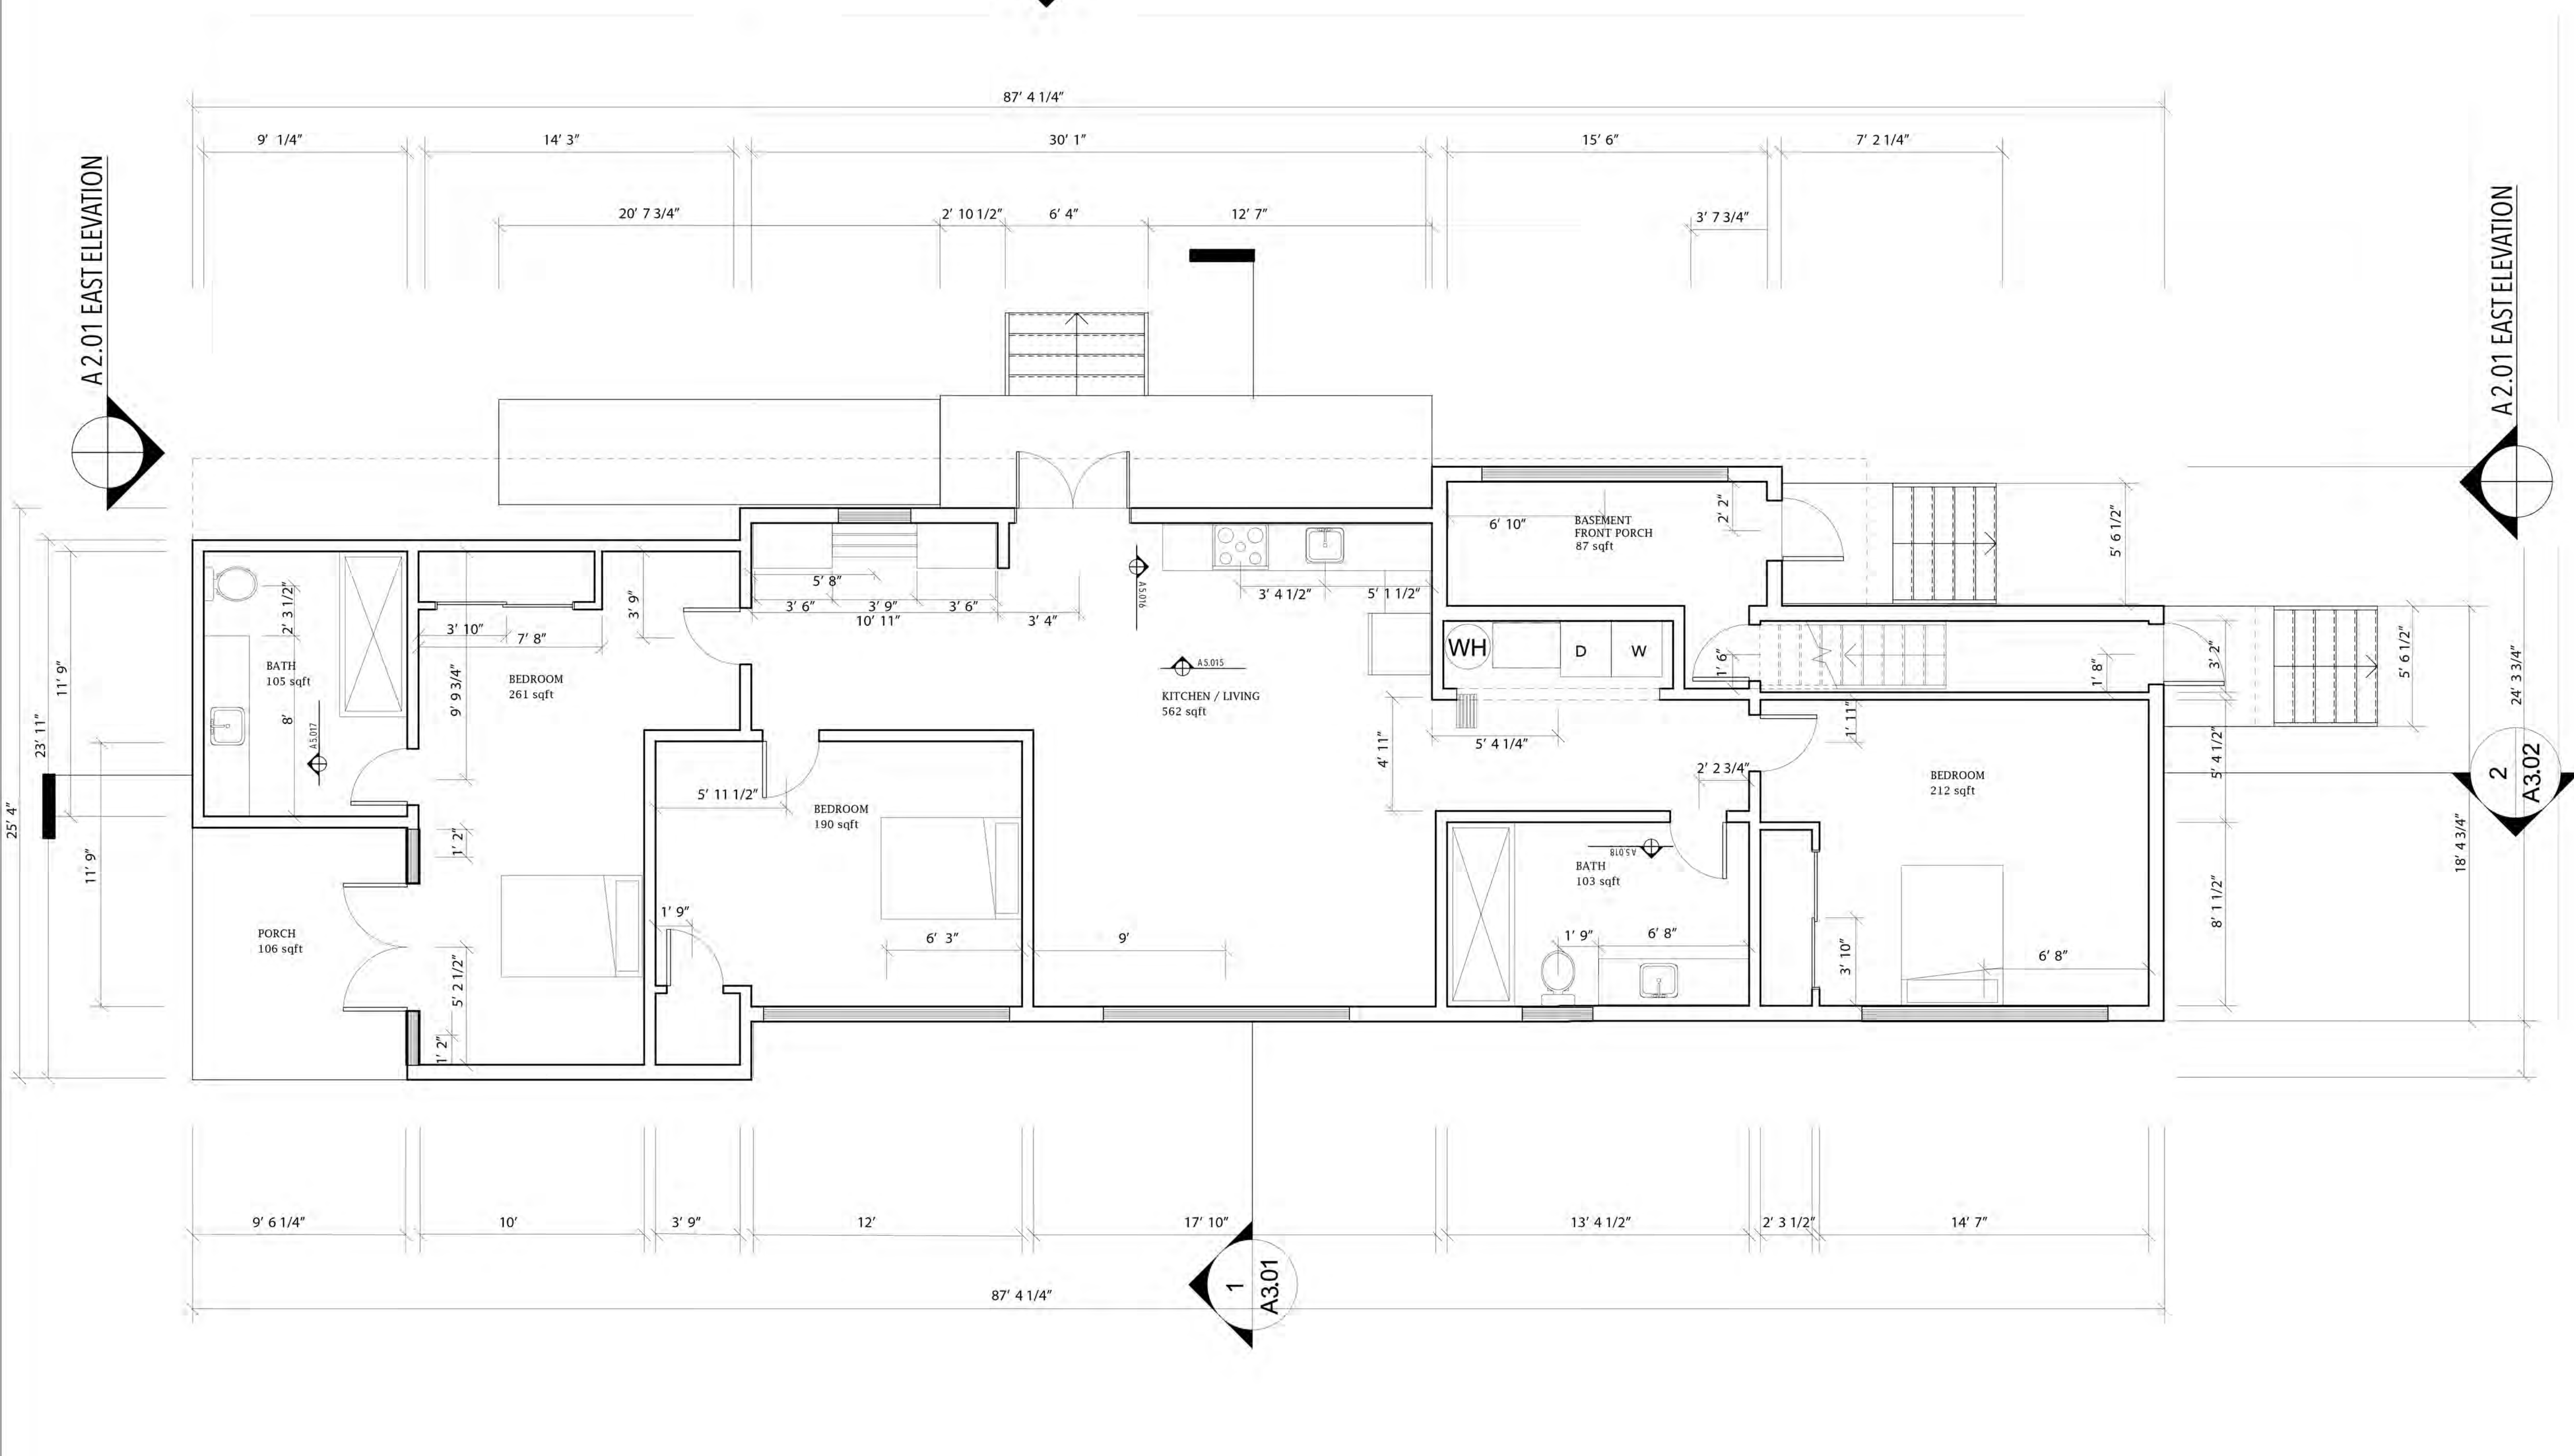 87' 4 1/4"
9' 1/4"
14' 3"
30' 1"
15' 6"
7' 2 1/4"
20' 7 3/4"
2' 10 1/2"
6' 4"
12' 7"
3' 7 3/4"
A 2.01 EAST ELEVATION
A 2.01 EAST ELEVATION
6' 10"
BASEMENT
FRONT PORCH
87 sqft
2' 2"
5' 6 1/2"
5' 8"
3' 6"
3' 9"
3' 6"
10' 11"
3' 4"
A5.016
3' 4 1/2"
5' 1 1/2"
2' 3 1/2"
3' 10"
7' 8"
3' 9"
BATH
105 sqft
BEDROOM
261 sqft
9' 9 3/4"
8'
A5.017
A5.015
KITCHEN / LIVING
562 sqft
WH
D
W
1' 6"
1' 8"
3' 2"
5' 6 1/2"
24' 3 3/4"
11' 9"
23' 11"
25' 4"
11' 9"
4' 11"
5' 4 1/4"
1' 11"
5' 4 1/2"
2' 2 3/4"
BEDROOM
212 sqft
2
A3.02
5' 11 1/2"
BEDROOM
190 sqft
1' 2"
A5.018
BATH
103 sqft
18' 4 3/4"
8' 1 1/2"
PORCH
106 sqft
1' 9"
6' 3"
9'
1' 9"
6' 8"
3' 10"
6' 8"
5' 2 1/2"
1' 2"
9' 6 1/4"
10'
3' 9"
12'
17' 10"
13' 4 1/2"
2' 3 1/2"
14' 7"
87' 4 1/4"
1
A3.01